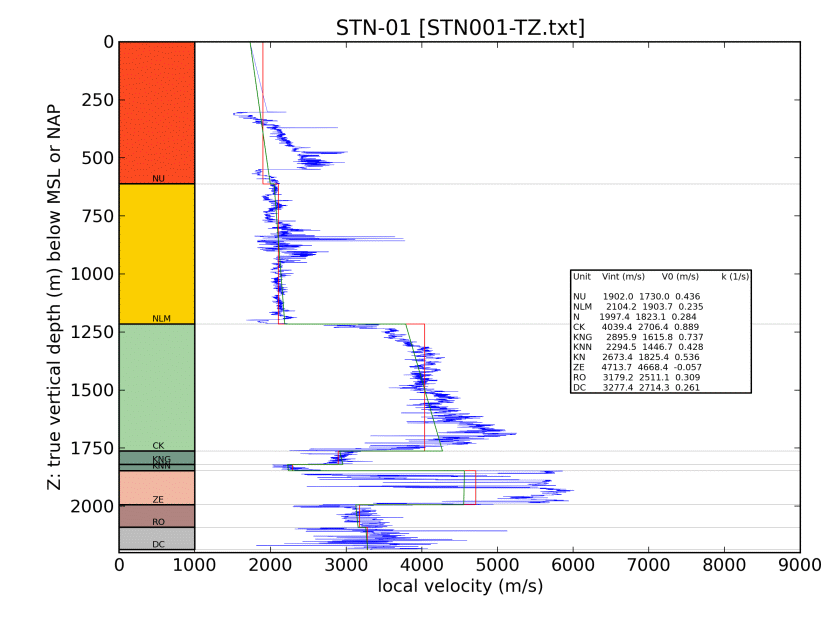 STN-01 [STN001-TZ.txt]
Z: true vertical depth (m) below MSL or NAP
0
250
500
750
1000
1250
1500
1750
2000
NU
NLM
CK
KNG
KNN
ZE
RO
DC
Unit Vint (m/s) V0 (m/s) k (1/s)
NU 1902.0 1730.0 0.436
NLM 2104.2 1903.7 0.235
N 1997.4 1823.1 0.284
CK 4039.4 2706.4 0.889
KNG 2895.9 1615.8 0.737
KNN 2294.5 1446.7 0.428
KN 2673.4 1825.4 0.536
ZE 4713.7 4668.4 -0.057
RO 3179.2 2511.1 0.309
DC 3277.4 2714.3 0.261
0 1000 2000 3000 4000 5000 6000 7000 8000 9000
local velocity (m/s)